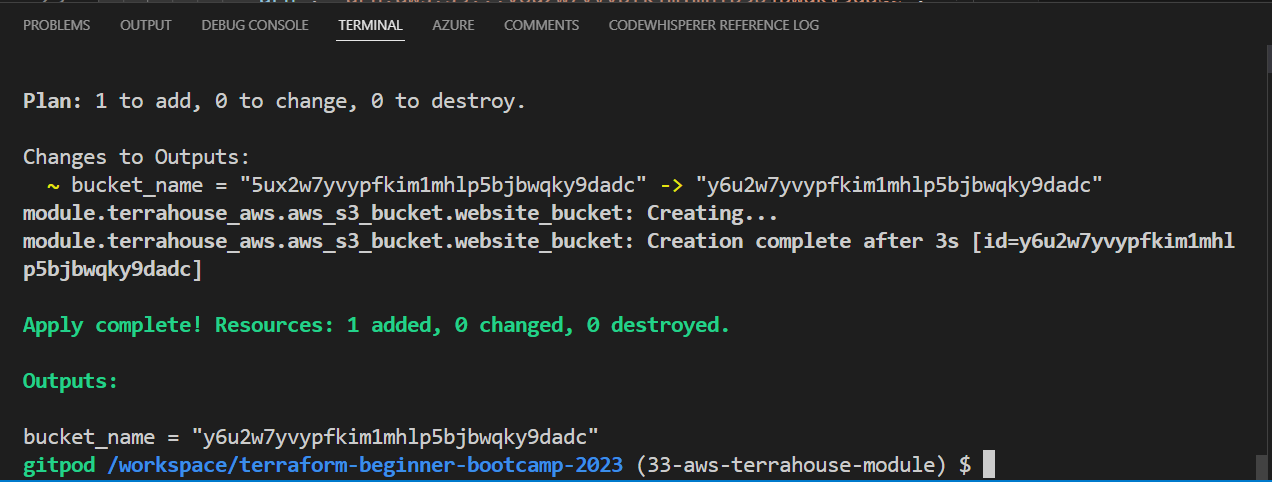 PROBLEMS OUTPUT DEBUG CONSOLE TERMINAL AZURE COMMENTS CODEWHISPERER REFERENCE LOG
Plan: 1 to add, 0 to change, 0 to destroy.
Changes to Outputs:
~ bucket_name = "5ux2w7yvypfkim1mhlp5bjbwqky9dadc" -> "y6u2w7yvypfkim1mhlp5bjbwqky9dadc"
module.terrahouse_aws.aws_s3_bucket.website_bucket: Creating...
module.terrahouse_aws.aws_s3_bucket.website_bucket: Creation complete after 3s [id=y6u2w7yvypfkim1mhl
p5bjbwqky9dadc]
Apply complete! Resources: 1 added, 0 changed, 0 destroyed.
Outputs:
bucket_name = "y6u2w7yvypfkim1mhlp5bjbwqky9dadc"
gitpod /workspace/terraform-beginner-bootcamp-2023 (33-aws-terrahouse-module) $